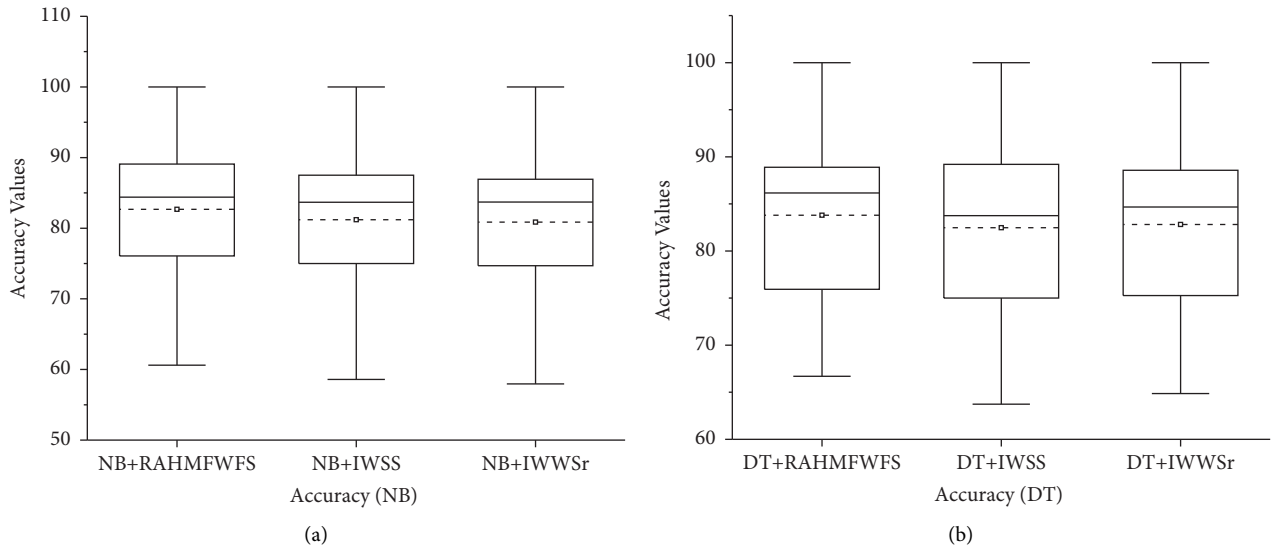 110
100
90
80
70
60
50
Accuracy Values
NB+RAHMFWFS NB+IWSS NB+IWWSr
Accuracy (NB)
(a)
100
90
80
70
60
Accuracy Values
DT+RAHMFWFS DT+IWSS DT+IWWSr
Accuracy (DT)
(b)